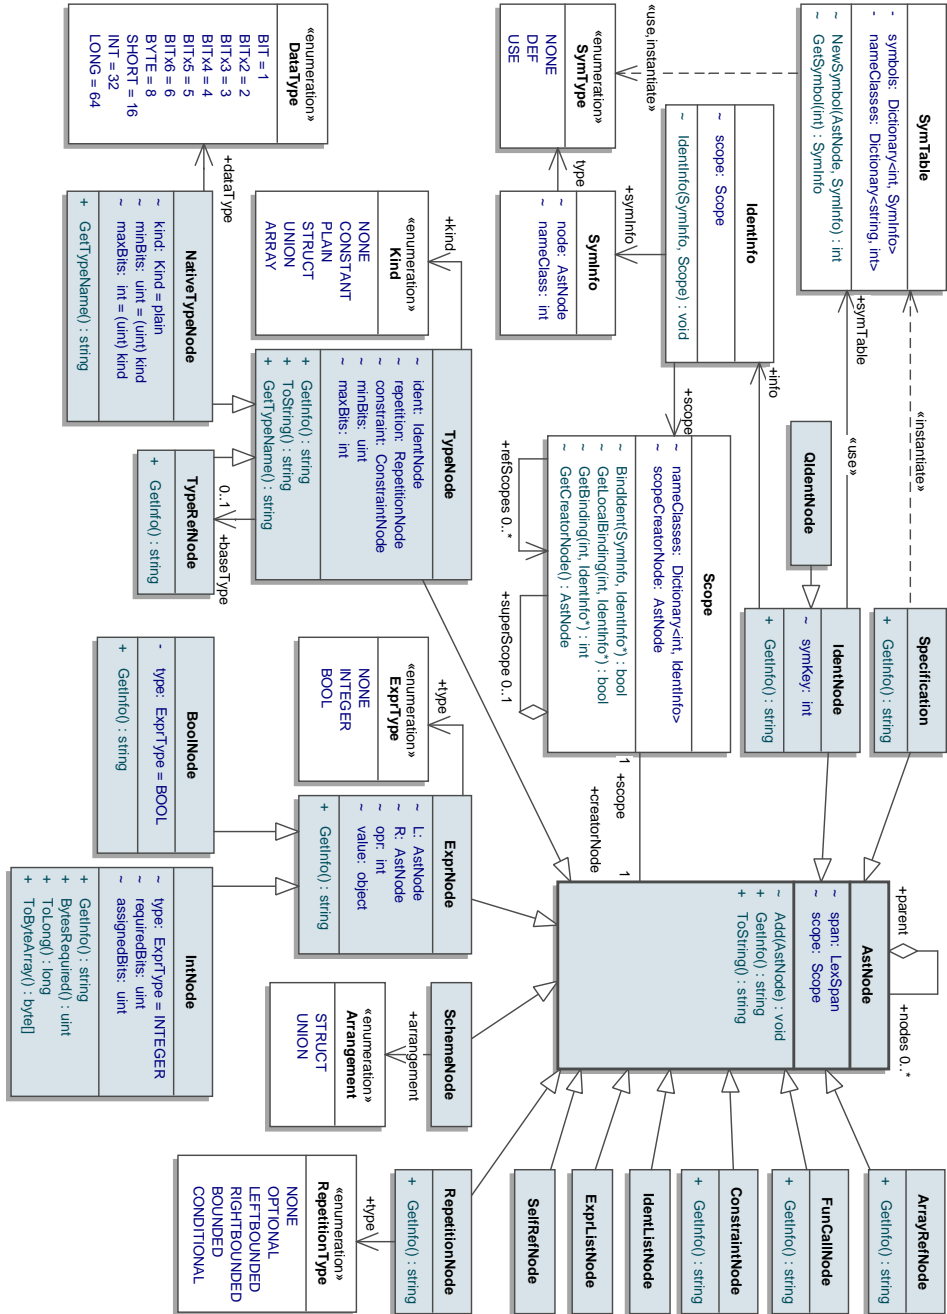 SymTable
- symbols: Dictionary<int, SymInfo>
- nameClasses: Dictionary<string, int>
~ NewSymbol(AstNode, SymInfo) : int
~ GetSymbol(int) : SymInfo
«use,instantiate»
«instantiate»
+symTable
«use»
Specification
+ GetInfo() : string
«enumeration»
SymType
NONE
DEF
USE
type
IdentInfo
~ scope: Scope
~ IdentInfo(SymInfo, Scope) : void
+symInfo
+info
+scope
SymInfo
~ node: AstNode
~ nameClass: int
QIdentNode
IdentNode
~ symKey: int
+ GetInfo() : string
Scope
~ nameClasses: Dictionary<int, IdentInfo>
~ scopeCreatorNode: AstNode
~ BindIdent(SymInfo, IdentInfo*) : bool
~ GetLocalBinding(int, IdentInfo*) : bool
~ GetBinding(int, IdentInfo*) : int
~ GetCreatorNode() : AstNode
+refScopes 0..*
+superScope 0..1
1 +scope
+creatorNode
1
AstNode
~ span: LexSpan
~ scope: Scope
~ Add(AstNode) : void
+ GetInfo() : string
+ ToString() : string
+parent
+nodes 0..*
ArrayRefNode
+ GetInfo() : string
FunCallNode
+ GetInfo() : string
ConstraintNode
+ GetInfo() : string
IdentListNode
ExprListNode
SelfRefNode
RepetitionNode
+ GetInfo() : string
+type
«enumeration»
RepetitionType
NONE
OPTIONAL
LEFTBOUNDED
RIGHTBOUNDED
BOUNDED
CONDITIONAL
SchemeNode
+arrangement
«enumeration»
Arrangement
STRUCT
UNION
ExprNode
~ L: AstNode
~ R: AstNode
~ opr: int
~ value: object
+ GetInfo() : string
+type
«enumeration»
ExprType
NONE
INTEGER
BOOL
BoolNode
- type: ExprType = BOOL
+ GetInfo() : string
IntNode
~ type: ExprType = INTEGER
~ requiredBits: uint
~ assignedBits: uint
+ GetInfo() : string
+ BytesRequired() : uint
+ ToLong() : long
+ ToByteArray() : byte[]
TypeNode
~ ident: IdentNode
~ repetition: RepetitionNode
~ constraint: ConstraintNode
~ minBits: uint
~ maxBits: int
+ GetInfo() : string
+ ToString() : string
+ GetTypeName() : string
+kind
«enumeration»
Kind
NONE
CONSTANT
PLAIN
STRUCT
UNION
ARRAY
0..1
+baseType
TypeRefNode
+ GetInfo() : string
NativeTypeNode
~ kind: Kind = plain
~ minBits: uint = (uint) kind
~ maxBits: int = (uint) kind
+ GetTypeName() : string
+dataType
«enumeration»
DataType
BIT = 1
BITx2 = 2
BITx3 = 3
BITx4 = 4
BITx5 = 5
BITx6 = 6
BYTE = 8
SHORT = 16
INT = 32
LONG = 64